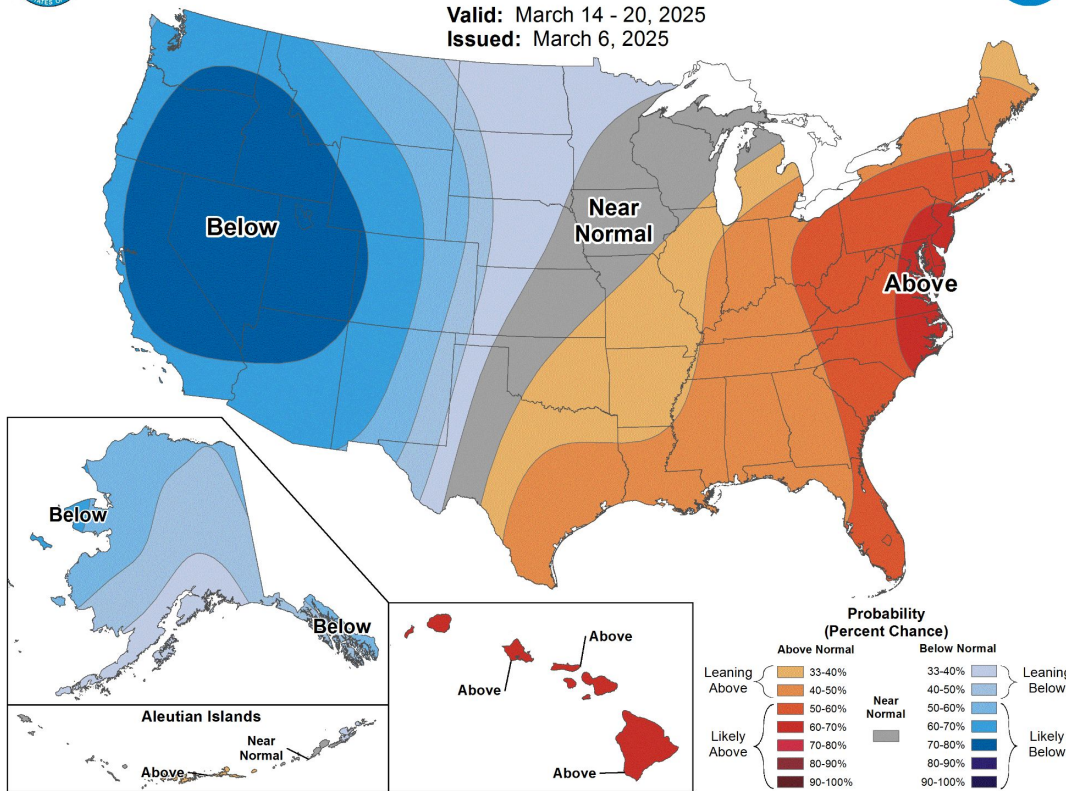 Valid: March 14 - 20, 2025
Issued: March 6, 2025
Below
Near
Normal
Above
Below
Below
Aleutian Islands
Near
Normal
Above
Above
Above
Above
Probability
(Percent Chance)
Above Normal
Below Normal
Leaning
Above
33-40%
40-50%
50-60%
60-70%
70-80%
80-90%
90-100%
Likely
Above
Near
Normal
33-40%
40-50%
50-60%
60-70%
70-80%
80-90%
90-100%
Leaning
Below
Likely
Below